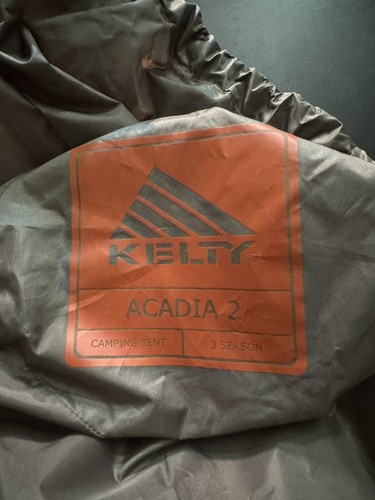 KELTY
ACADIA 2
CAMPING TENT
3 SEASON